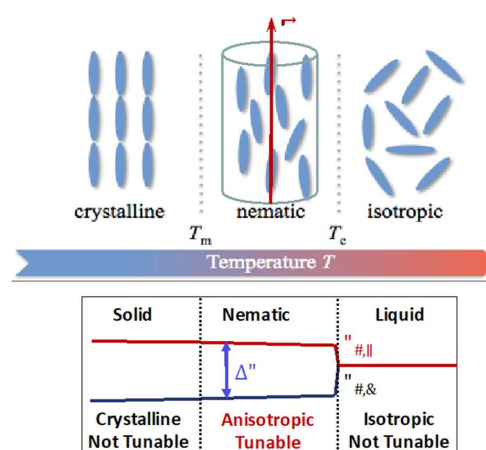 crystalline
nematic
isotropic
Tm
Tc
Temperature T
Solid
Nematic
Liquid
"#,||
Δ"
"#,&
Crystalline
Not Tunable
Anisotropic
Tunable
Isotropic
Not Tunable